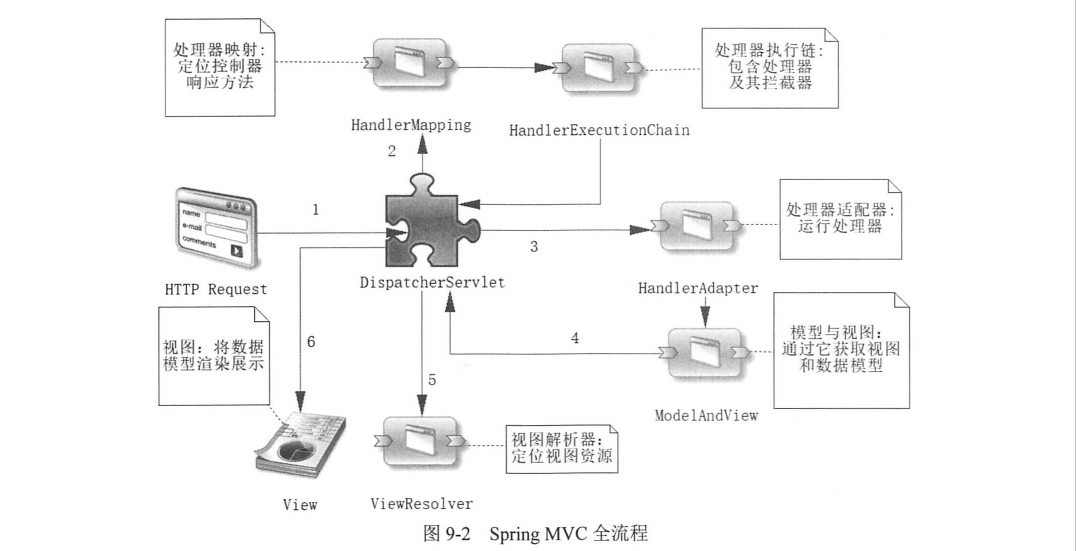 处理器映射:
定位控制器
响应方法
处理器执行链:
包含处理器
及其拦截器
HandlerMapping
HandlerExecutionChain
2
name
e-mail
comments
1
3
处理器适配器:
运行处理器
HTTP Request
DispatcherServlet
HandlerAdapter
视图: 将数据
模型渲染展示
6
4
5
模型与视图:
通过它获取视图
和数据模型
ModelAndView
视图解析器:
定位视图资源
View
ViewResolver
图 9-2 Spring MVC 全流程